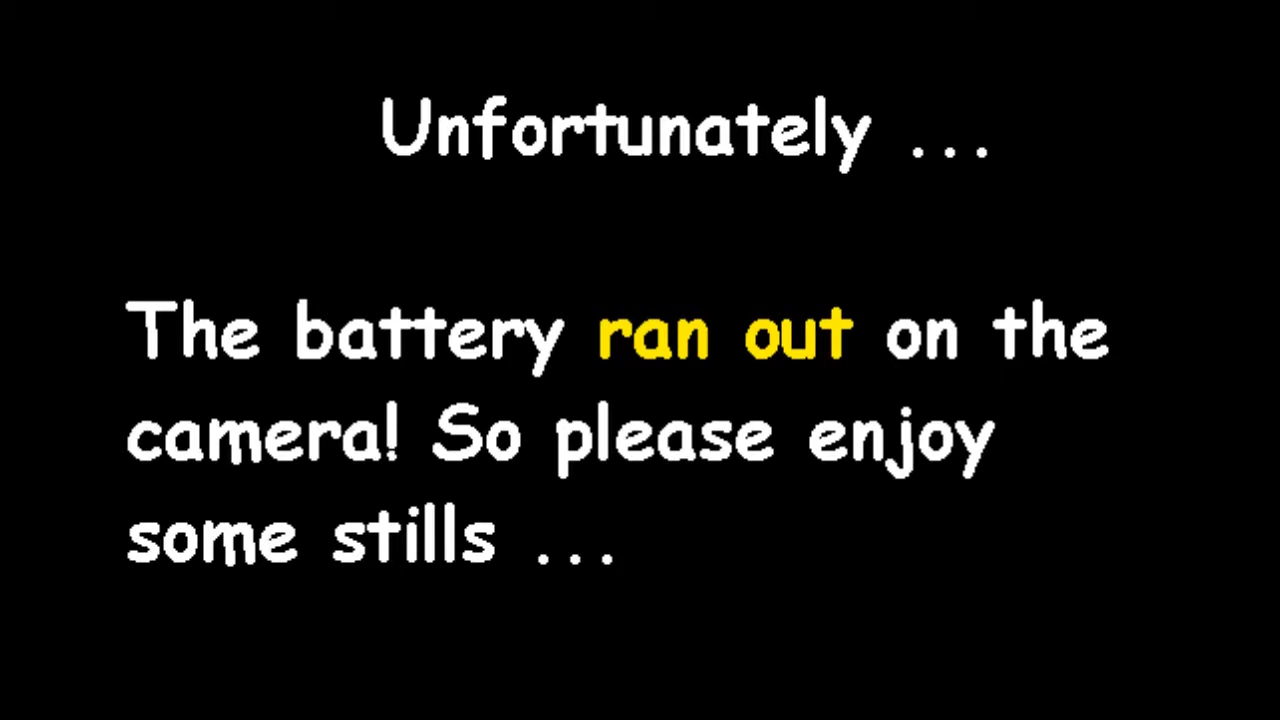 Unfortunately ...
The battery ran out on the
camera! So please enjoy
some stills ...